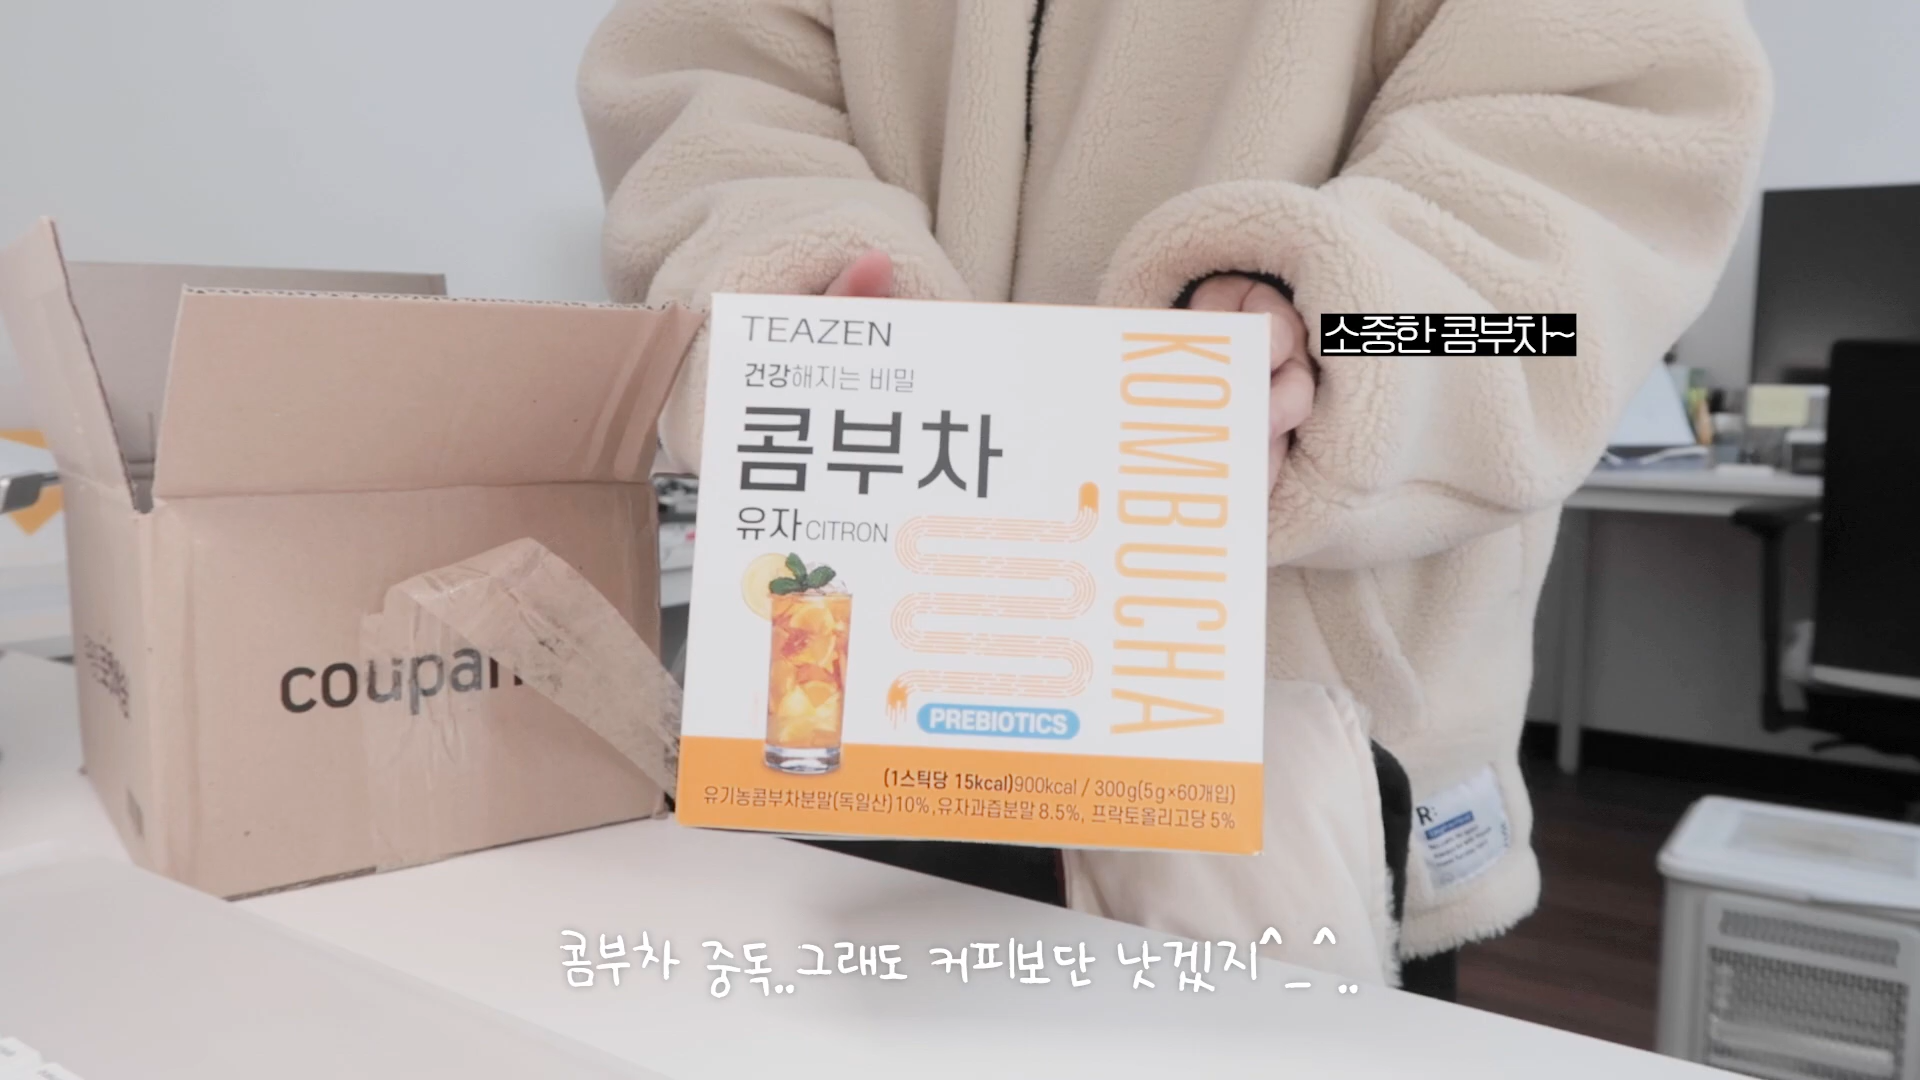 TEAZEN
건강해지는 비밀
콤부차
유자 CITRON
KOMBUCHA
PREBIOTICS
(1스틱당 15kcal)900kcal / 300g(5g×60개입)
유기농콤부차분말(독일산)10%,유자과즙분말 8.5%, 프락토올리고당 5%
소중한 콤부차~
coupan
R:
콤부차 중독..그래도 커피보단 낫겠지^_^..